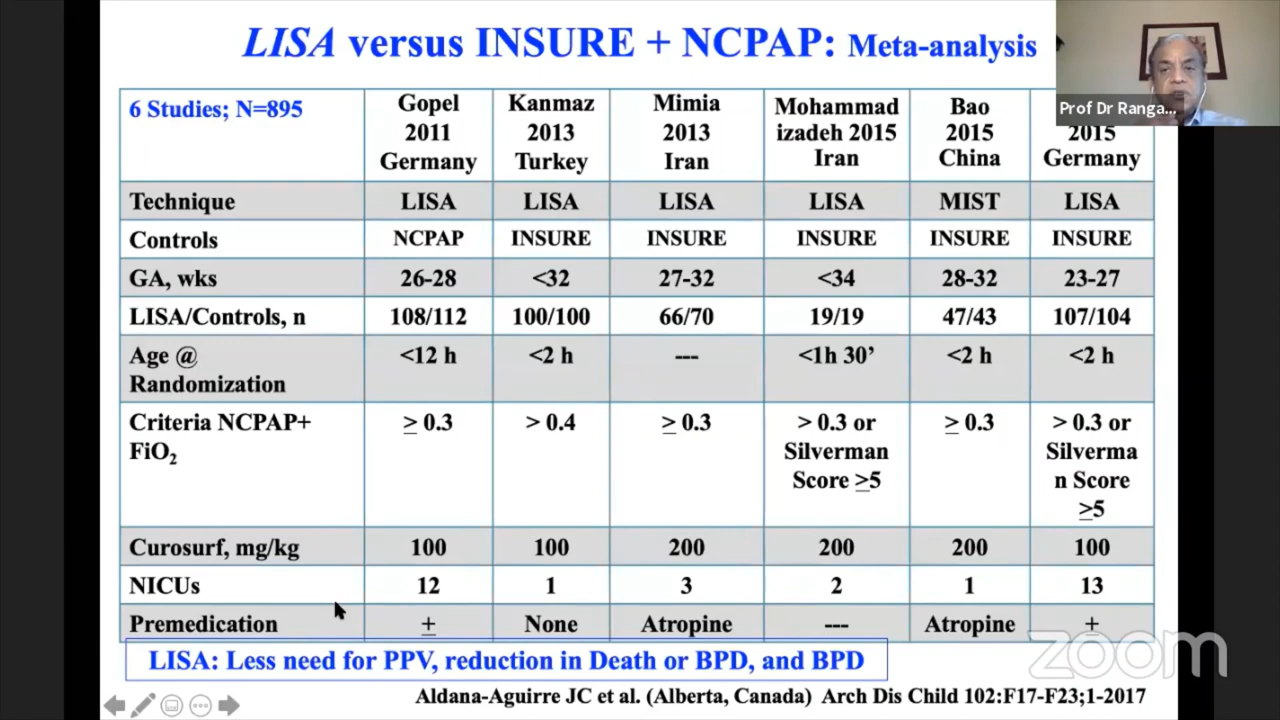 LISA versus INSURE + NCPAP: Meta-analysis
Prof Dr Ranga...
6 Studies; N=895
Gopel
2011
Germany
Kanmaz
2013
Turkey
Mimia
2013
Iran
Mohammad
izadeh 2015
Iran
Bao
2015
China
2015
Germany
Technique LISA LISA LISA LISA MIST LISA
Controls NCPAP INSURE INSURE INSURE INSURE INSURE
GA, wks 26-28 <32 27-32 <34 28-32 23-27
LISA/Controls, n 108/112 100/100 66/70 19/19 47/43 107/104
Age @
Randomization
<12 h <2 h --- <1h 30’ <2 h <2 h
Criteria NCPAP+
FiO₂
≥ 0.3
> 0.4
≥ 0.3
> 0.3 or
Silverman
Score ≥5
≥ 0.3
> 0.3 or
Silverma
n Score
≥5
Curosurf, mg/kg 100 100 200 200 200 100
NICUs 12 1 3 2 1 13
Premedication ± None Atropine --- Atropine +
LISA: Less need for PPV, reduction in Death or BPD, and BPD
zoom
Aldana-Aguirre JC et al. (Alberta, Canada) Arch Dis Child 102:F17-F23;1-2017